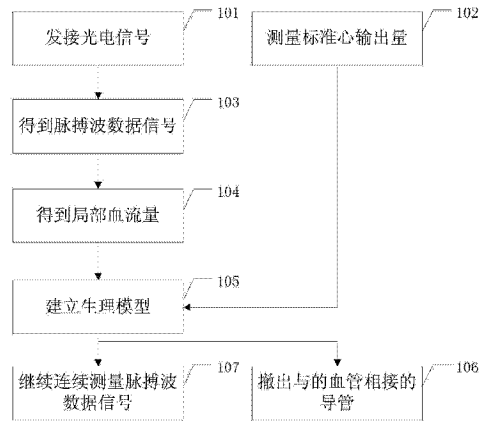 发接光电信号
101
测量标准心输出量
102
得到脉搏波数据信号
103
得到局部血流量
104
建立生理模型
105
继续连续测量脉搏波
数据信号
107
撤出与的血管相接的
导管
106